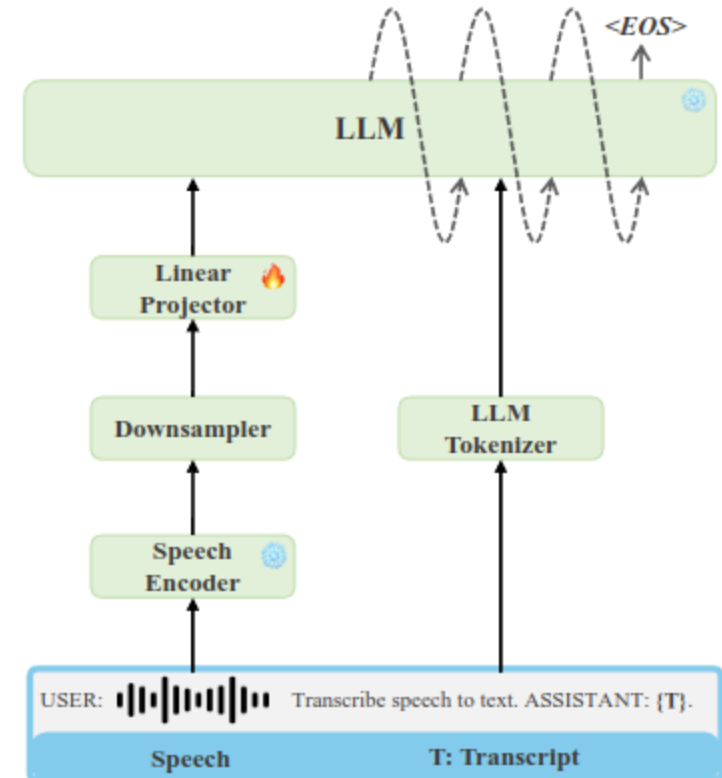 <EOS>
LLM
Linear
Projector
Downsampler
LLM
Tokenizer
Speech
Encoder
USER: Transcribe speech to text. ASSISTANT: {T}.
Speech T: Transcript